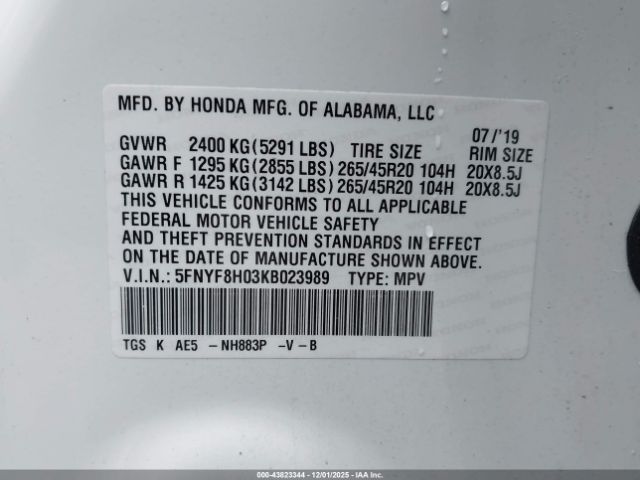 MFD. BY HONDA MFG. OF ALABAMA, LLC
07/'19
GVWR 2400 KG(5291 LBS) TIRE SIZE RIM SIZE
GAWR F 1295 KG(2855 LBS) 265/45R20 104H 20X8.5J
GAWR R 1425 KG(3142 LBS) 265/45R20 104H 20X8.5J
THIS VEHICLE CONFORMS TO ALL APPLICABLE
FEDERAL MOTOR VEHICLE SAFETY
AND THEFT PREVENTION STANDARDS IN EFFECT
ON THE DATE OF MANUFACTURE SHOWN ABOVE.
V.I.N.: 5FNYF8H03KB023989 TYPE: MPV
TGS K AE5 -NH883P -V-B
000-43823344 - 12/01/2025 - IAA Inc.